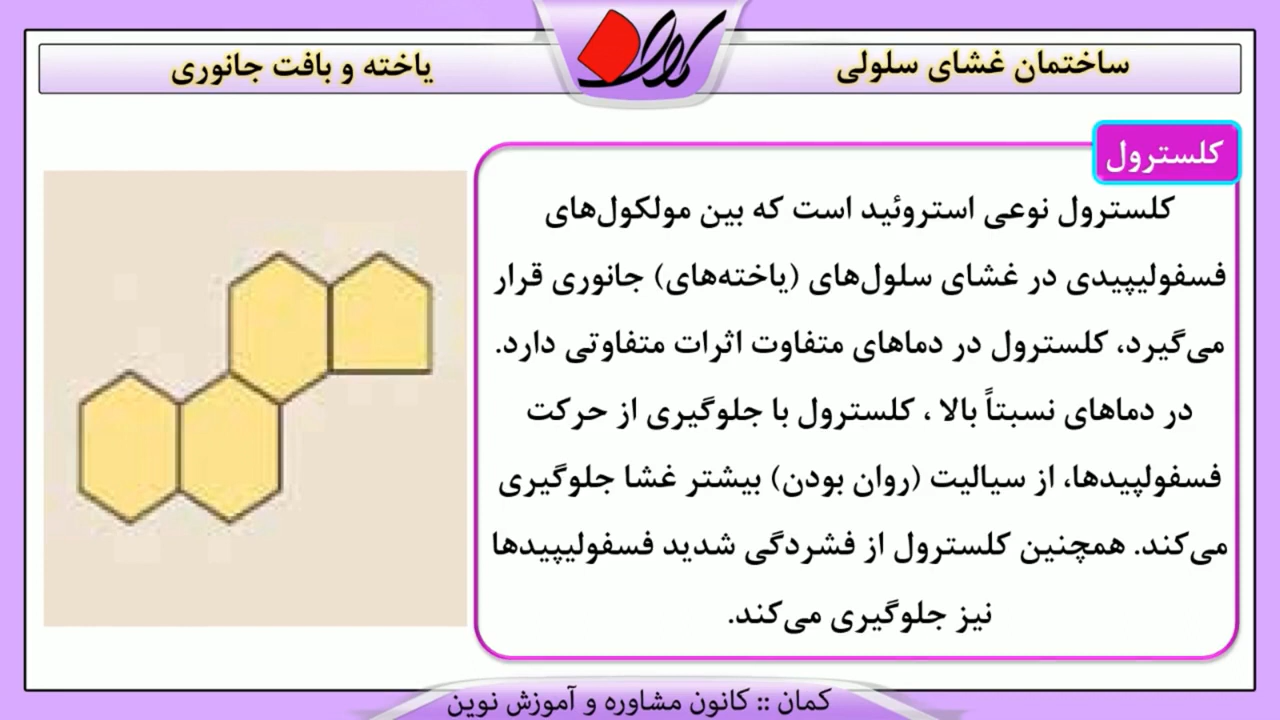 ساختمان غشای سلولی
کمان
یاخته و بافت جانوری
کلسترول
کلسترول نوعی استروئید است که بین مولکول‌های
فسفولیپیدی در غشای سلول‌های (یاخته‌های) جانوری قرار
می‌گیرد، کلسترول در دماهای متفاوت اثرات متفاوتی دارد.
در دماهای نسبتاً بالا ، کلسترول با جلوگیری از حرکت
فسفولپیدها، از سیالیت (روان بودن) بیشتر غشا جلوگیری
می‌کند. همچنین کلسترول از فشردگی شدید فسفولیپیدها
نیز جلوگیری می‌کند.
کمان :: کانون مشاوره و آموزش نوین